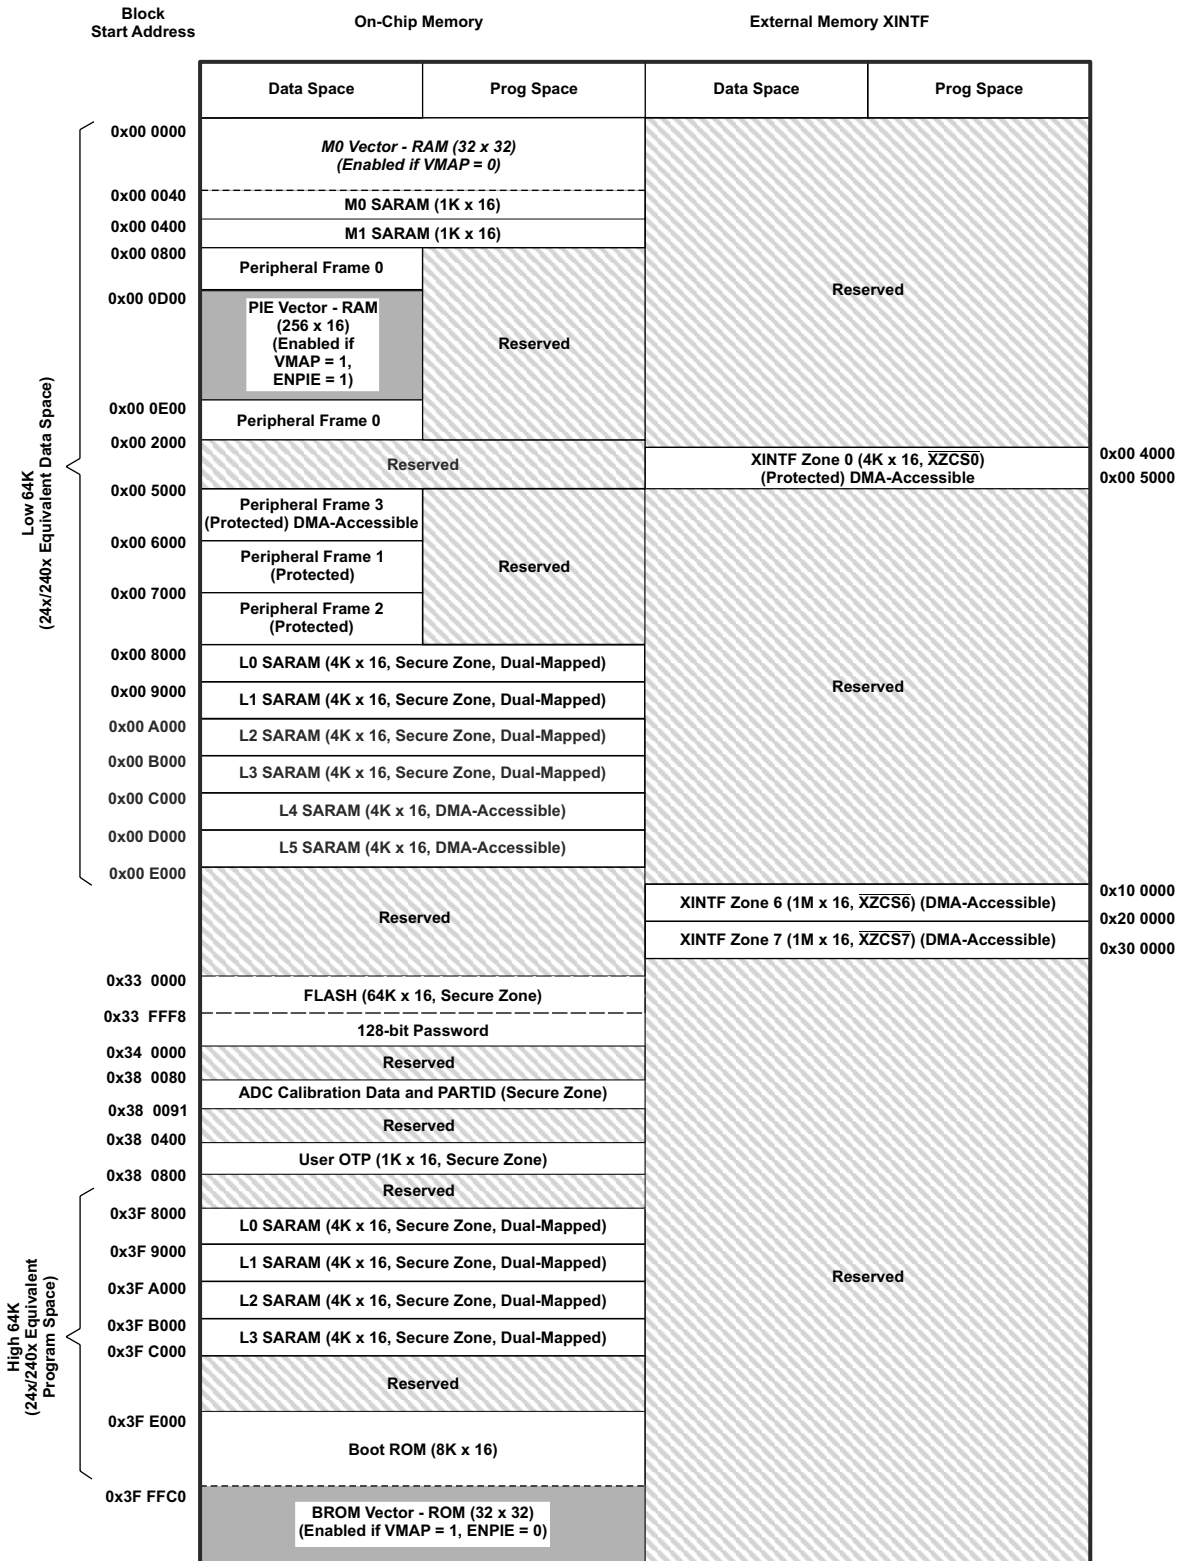 Block
Start Address
On-Chip Memory
External Memory XINTF
Data Space
Prog Space
Data Space
Prog Space
0x00 0000
M0 Vector - RAM (32 x 32)
(Enabled if VMAP = 0)
0x00 0040
M0 SARAM (1K x 16)
0x00 0400
M1 SARAM (1K x 16)
0x00 0800
Peripheral Frame 0
0x00 0D00
PIE Vector - RAM
(256 x 16)
(Enabled if
VMAP = 1,
ENPIE = 1)
Reserved
Reserved
0x00 0E00
Peripheral Frame 0
0x00 2000
Reserved
XINTF Zone 0 (4K x 16, XZCS0)
(Protected) DMA-Accessible
0x00 4000
0x00 5000
0x00 5000
Peripheral Frame 3
(Protected) DMA-Accessible
0x00 6000
Peripheral Frame 1
(Protected)
Reserved
0x00 7000
Peripheral Frame 2
(Protected)
Low 64K
(24x/240x Equivalent Data Space)
0x00 8000
L0 SARAM (4K x 16, Secure Zone, Dual-Mapped)
0x00 9000
L1 SARAM (4K x 16, Secure Zone, Dual-Mapped)
Reserved
0x00 A000
L2 SARAM (4K x 16, Secure Zone, Dual-Mapped)
0x00 B000
L3 SARAM (4K x 16, Secure Zone, Dual-Mapped)
0x00 C000
L4 SARAM (4K x 16, DMA-Accessible)
0x00 D000
L5 SARAM (4K x 16, DMA-Accessible)
0x00 E000
Reserved
XINTF Zone 6 (1M x 16, XZCS6) (DMA-Accessible)
0x10 0000
0x20 0000
XINTF Zone 7 (1M x 16, XZCS7) (DMA-Accessible)
0x30 0000
0x33 0000
FLASH (64K x 16, Secure Zone)
0x33 FFF8
128-bit Password
0x34 0000
Reserved
0x38 0080
ADC Calibration Data and PARTID (Secure Zone)
0x38 0091
Reserved
0x38 0400
User OTP (1K x 16, Secure Zone)
0x38 0800
Reserved
0x3F 8000
L0 SARAM (4K x 16, Secure Zone, Dual-Mapped)
0x3F 9000
L1 SARAM (4K x 16, Secure Zone, Dual-Mapped)
Reserved
0x3F A000
L2 SARAM (4K x 16, Secure Zone, Dual-Mapped)
0x3F B000
L3 SARAM (4K x 16, Secure Zone, Dual-Mapped)
0x3F C000
Reserved
High 64K
(24x/240x Equivalent
Program Space)
0x3F E000
Boot ROM (8K x 16)
0x3F FFC0
BROM Vector - ROM (32 x 32)
(Enabled if VMAP = 1, ENPIE = 0)